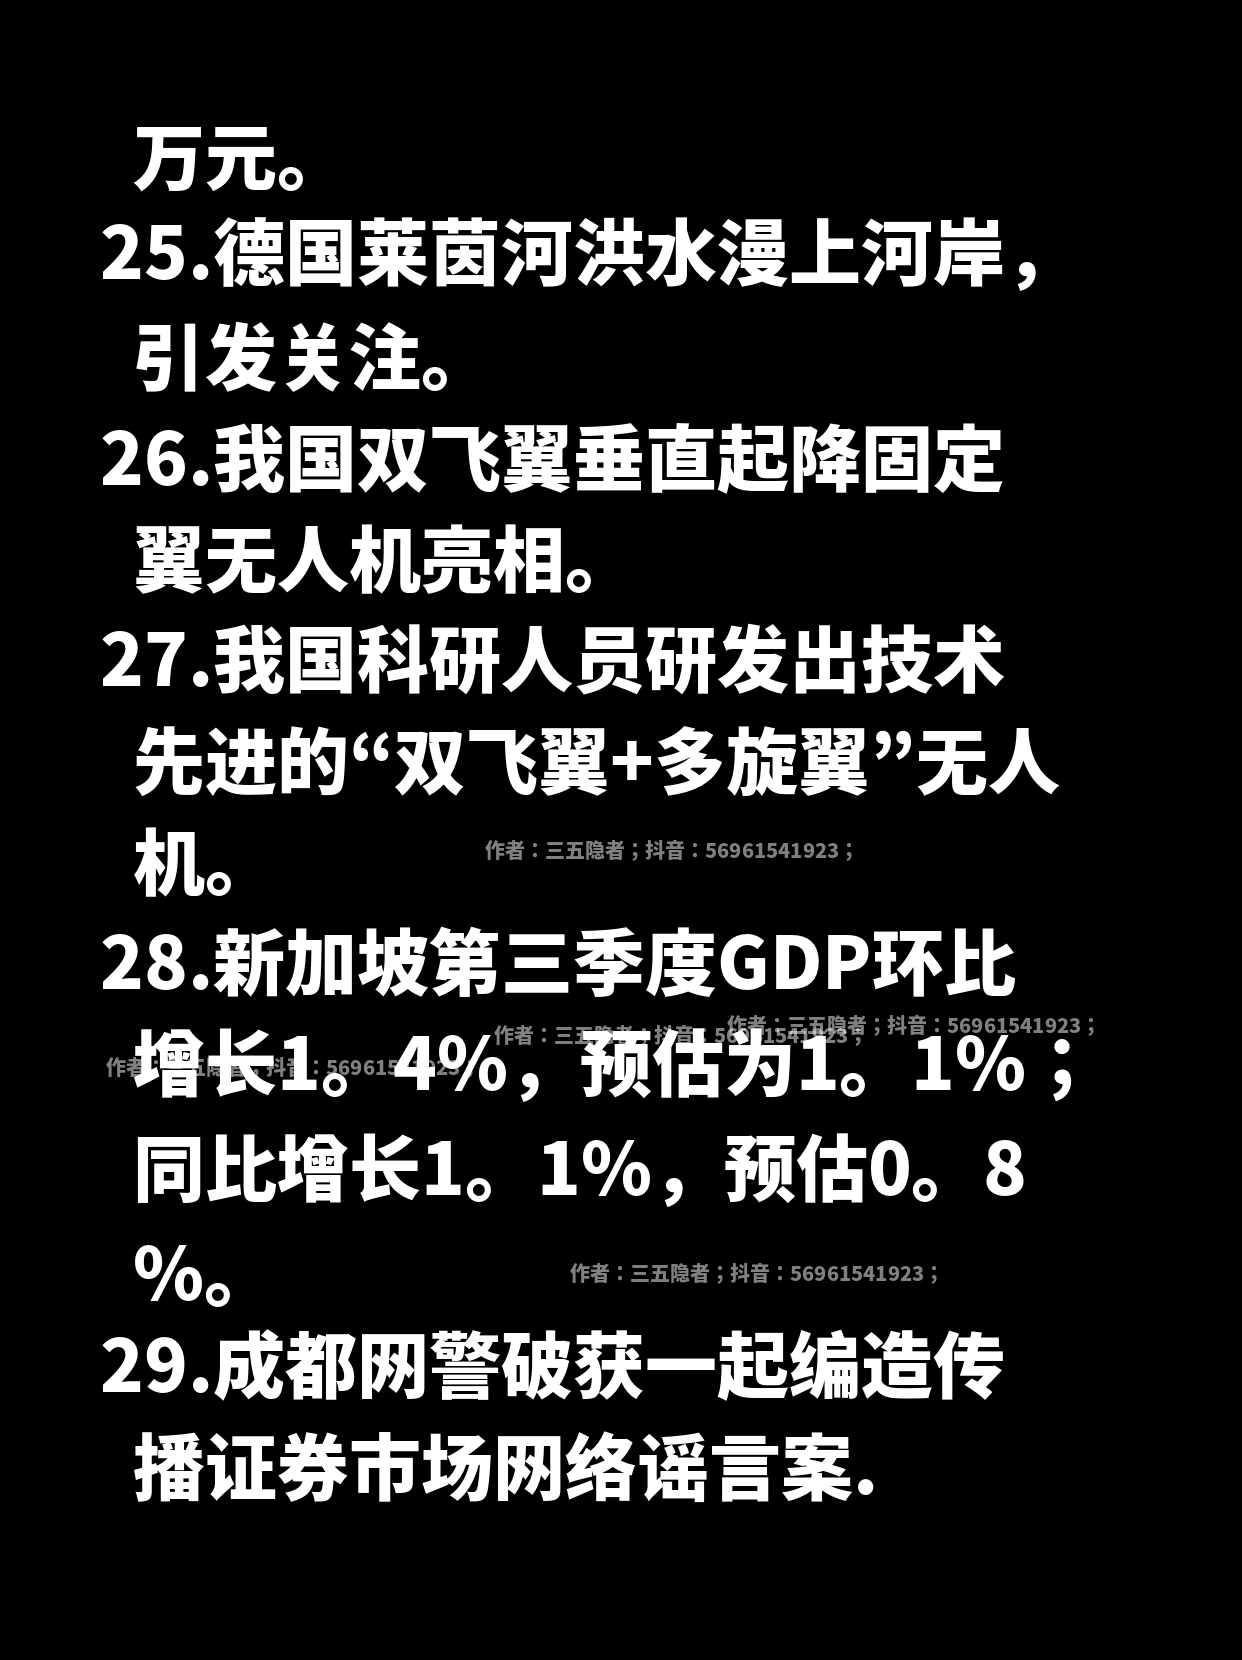 万元。
25.德国莱茵河洪水漫上河岸，
引发关注。
26.我国双飞翼垂直起降固定
翼无人机亮相。
27.我国科研人员研发出技术
先进的“双飞翼+多旋翼”无人
机。
作者：三五隐者；抖音：56961541923；
28.新加坡第三季度GDP环比
作者：三五隐者；抖音：56961541923；
作者：三五隐者；抖音：56961541923；
增长1。4%，预估为1。1%；
作者：三五隐者；抖音：56961541923；
同比增长1。1%，预估0。8
%。
作者：三五隐者；抖音：56961541923；
29.成都网警破获一起编造传
播证券市场网络谣言案.